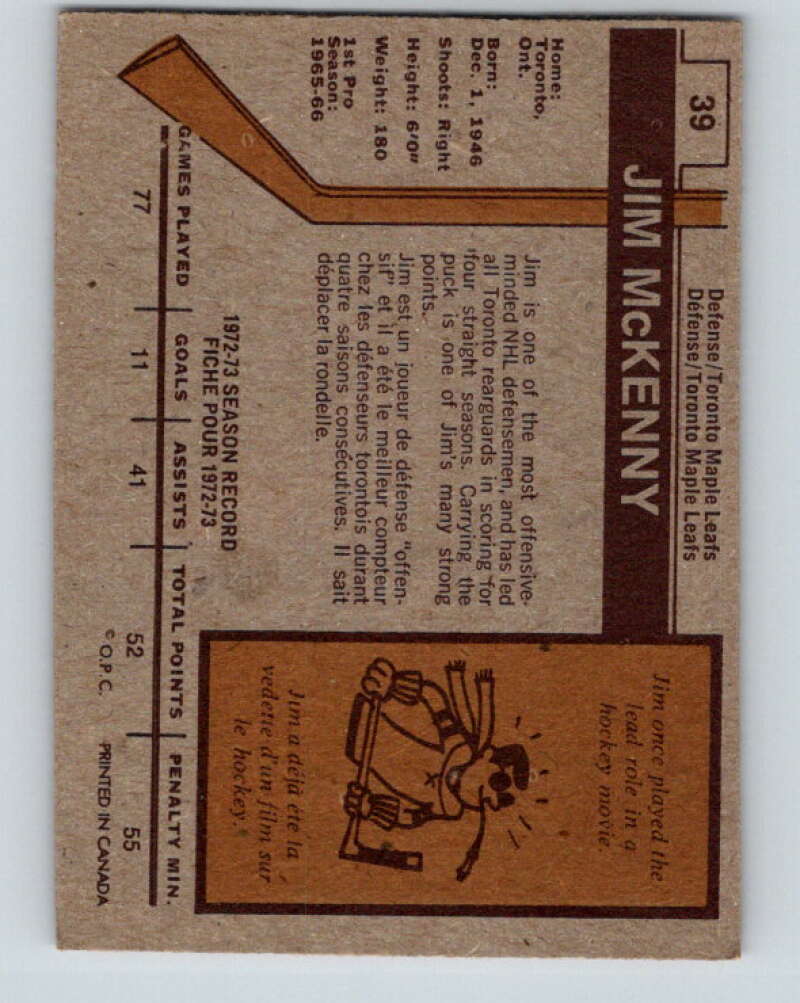 39
Defense/Toronto Maple Leafs
Défense/Toronto Maple Leafs
JIM McKENNY
Home:
Toronto,
Ont.
Born:
Dec. 1, 1946
Shoots: Right
Height: 6'0"
Weight: 180
1st Pro
Season:
1965-66
Jim is one of the most offensive-
minded NHL defensemen, and has led
all Toronto rearguards in scoring for
four straight seasons. Carrying the
puck is one of Jim's many strong
points.
Jim est un joueur de défense "offen-
sif" et il a été le meilleur compteur
chez les défenseurs torontois durant
quatre saisons consécutives. Il sait
déplacer la rondelle.
Jim once played the
lead role in a
hockey movie.
Jim a déjà été la
vedette d'un film sur
le hockey.
1972-73 SEASON RECORD
FICHE POUR 1972-73
GAMES PLAYED GOALS ASSISTS TOTAL POINTS PENALTY MIN.
77 11 41 52 55
© O.P.C. PRINTED IN CANADA